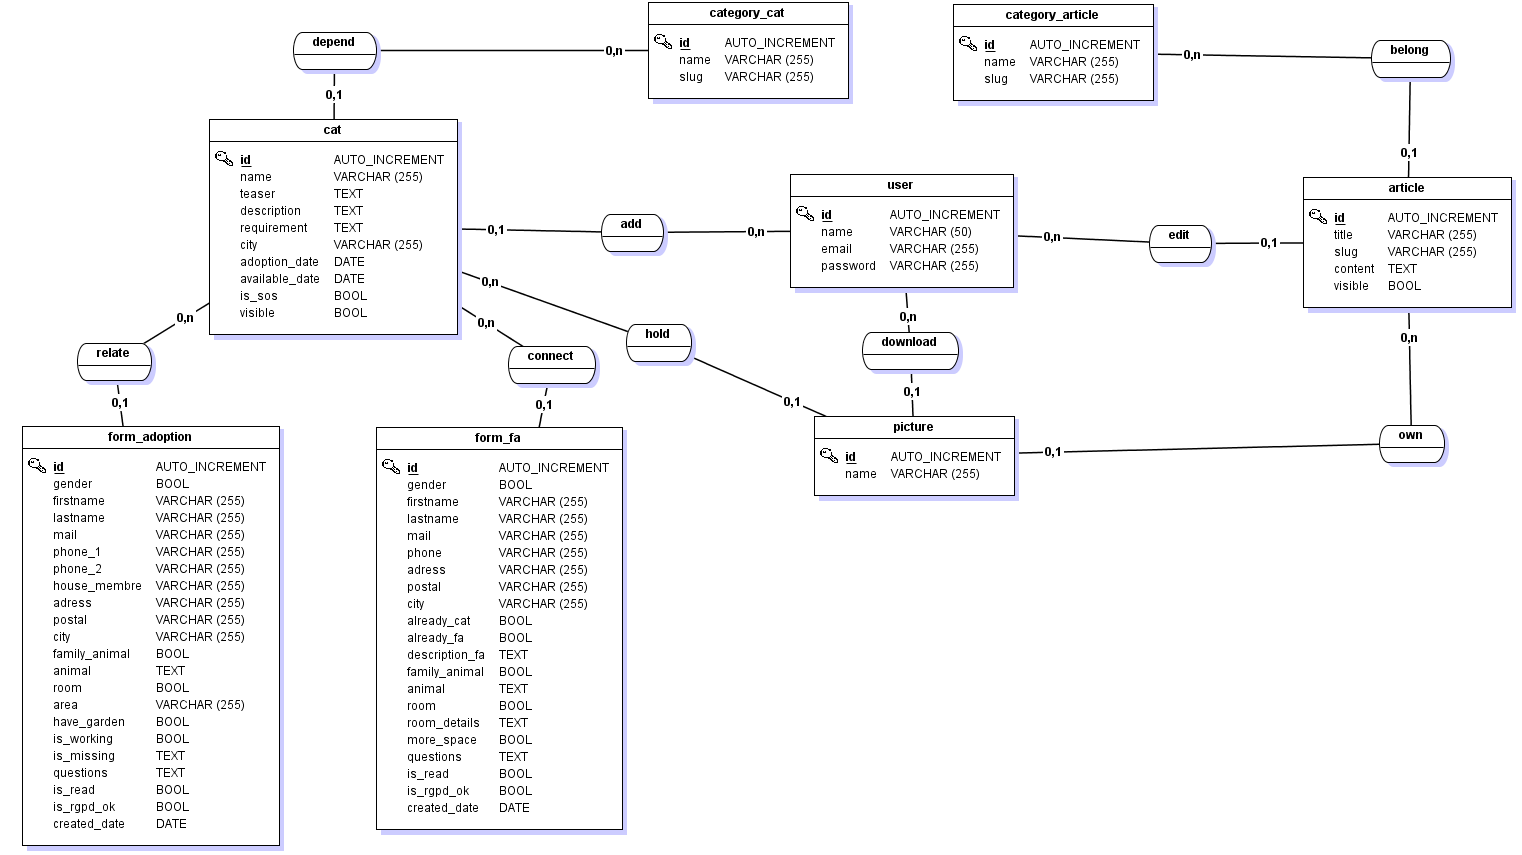 category_cat
id AUTO_INCREMENT
name VARCHAR (255)
slug VARCHAR (255)
category_article
id AUTO_INCREMENT
name VARCHAR (255)
slug VARCHAR (255)
depend
0,n
0,1
belong
0,n
0,1
cat
id AUTO_INCREMENT
name VARCHAR (255)
teaser TEXT
description TEXT
requirement TEXT
city VARCHAR (255)
adoption_date DATE
available_date DATE
is_sos BOOL
visible BOOL
add
0,1
0,n
user
id AUTO_INCREMENT
name VARCHAR (50)
email VARCHAR (255)
password VARCHAR (255)
edit
0,n
0,1
article
id AUTO_INCREMENT
title VARCHAR (255)
slug VARCHAR (255)
content TEXT
visible BOOL
relate
0,n
0,1
connect
0,n
0,1
hold
0,n
0,1
download
0,n
0,1
own
0,n
0,1
picture
id AUTO_INCREMENT
name VARCHAR (255)
form_adoption
id AUTO_INCREMENT
gender BOOL
firstname VARCHAR (255)
lastname VARCHAR (255)
mail VARCHAR (255)
phone_1 VARCHAR (255)
phone_2 VARCHAR (255)
house_membre VARCHAR (255)
adress VARCHAR (255)
postal VARCHAR (255)
city VARCHAR (255)
family_animal BOOL
animal TEXT
room BOOL
area VARCHAR (255)
have_garden BOOL
is_working BOOL
is_missing TEXT
questions TEXT
is_read BOOL
is_rgpd_ok BOOL
created_date DATE
form_fa
id AUTO_INCREMENT
gender BOOL
firstname VARCHAR (255)
lastname VARCHAR (255)
mail VARCHAR (255)
phone VARCHAR (255)
adress VARCHAR (255)
postal VARCHAR (255)
city VARCHAR (255)
already_cat BOOL
already_fa BOOL
description_fa TEXT
family_animal BOOL
animal TEXT
room BOOL
room_details TEXT
more_space BOOL
questions TEXT
is_read BOOL
is_rgpd_ok BOOL
created_date DATE